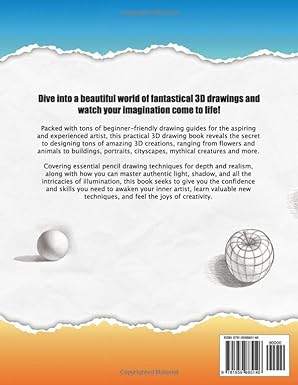 Dive into a beautiful world of fantastical 3D drawings and
watch your imagination come to life!
Packed with tons of beginner-friendly drawing guides for the aspiring
and experienced artist, this practical 3D drawing book reveals the secret
to designing tons of amazing 3D creations, ranging from flowers and
animals to buildings, portraits, cityscapes, mythical creatures and more.
Covering essential pencil drawing techniques for depth and realism,
along with how you can master authentic light, shadow, and all the
intricacies of illumination, this book seeks to give you the confidence
and skills you need to awaken your inner artist, learn valuable new
techniques, and feel the joys of creativity.